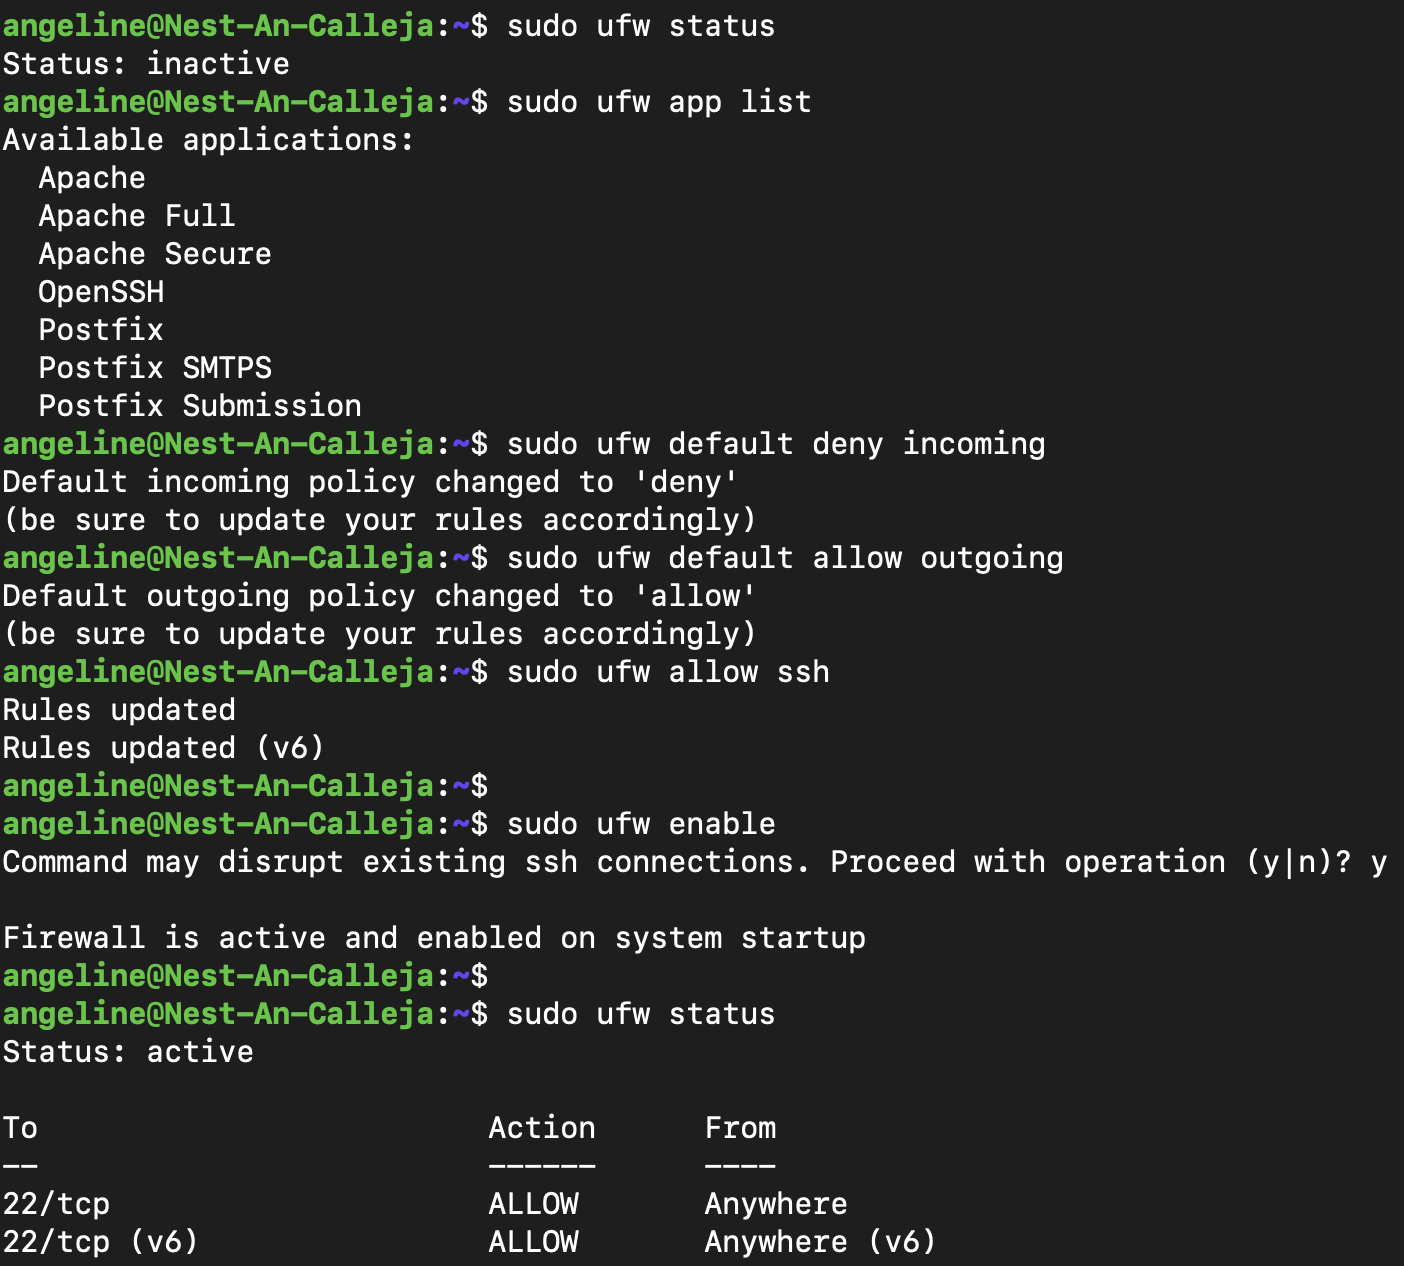 angeline@Nest-An-Calleja:~$ sudo ufw status
Status: inactive
angeline@Nest-An-Calleja:~$ sudo ufw app list
Available applications:
  Apache
  Apache Full
  Apache Secure
  OpenSSH
  Postfix
  Postfix SMTPS
  Postfix Submission
angeline@Nest-An-Calleja:~$ sudo ufw default deny incoming
Default incoming policy changed to 'deny'
(be sure to update your rules accordingly)
angeline@Nest-An-Calleja:~$ sudo ufw default allow outgoing
Default outgoing policy changed to 'allow'
(be sure to update your rules accordingly)
angeline@Nest-An-Calleja:~$ sudo ufw allow ssh
Rules updated
Rules updated (v6)
angeline@Nest-An-Calleja:~$
angeline@Nest-An-Calleja:~$ sudo ufw enable
Command may disrupt existing ssh connections. Proceed with operation (y|n)? y

Firewall is active and enabled on system startup
angeline@Nest-An-Calleja:~$
angeline@Nest-An-Calleja:~$ sudo ufw status
Status: active

To                         Action      From
--                         ------      ----
22/tcp                     ALLOW       Anywhere
22/tcp (v6)                ALLOW       Anywhere (v6)